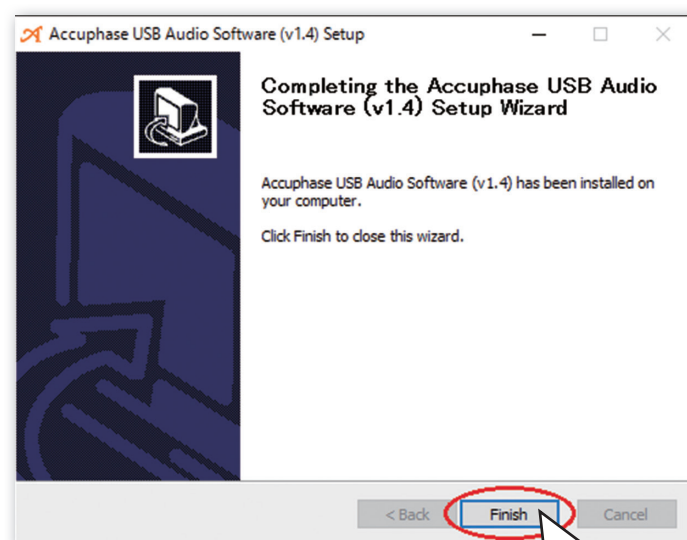 Accuphase USB Audio Software (v1.4) Setup
Completing the Accuphase USB Audio
Software (v1.4) Setup Wizard
Accuphase USB Audio Software (v1.4) has been installed on
your computer.
Click Finish to close this wizard.
< Back Finish Cancel